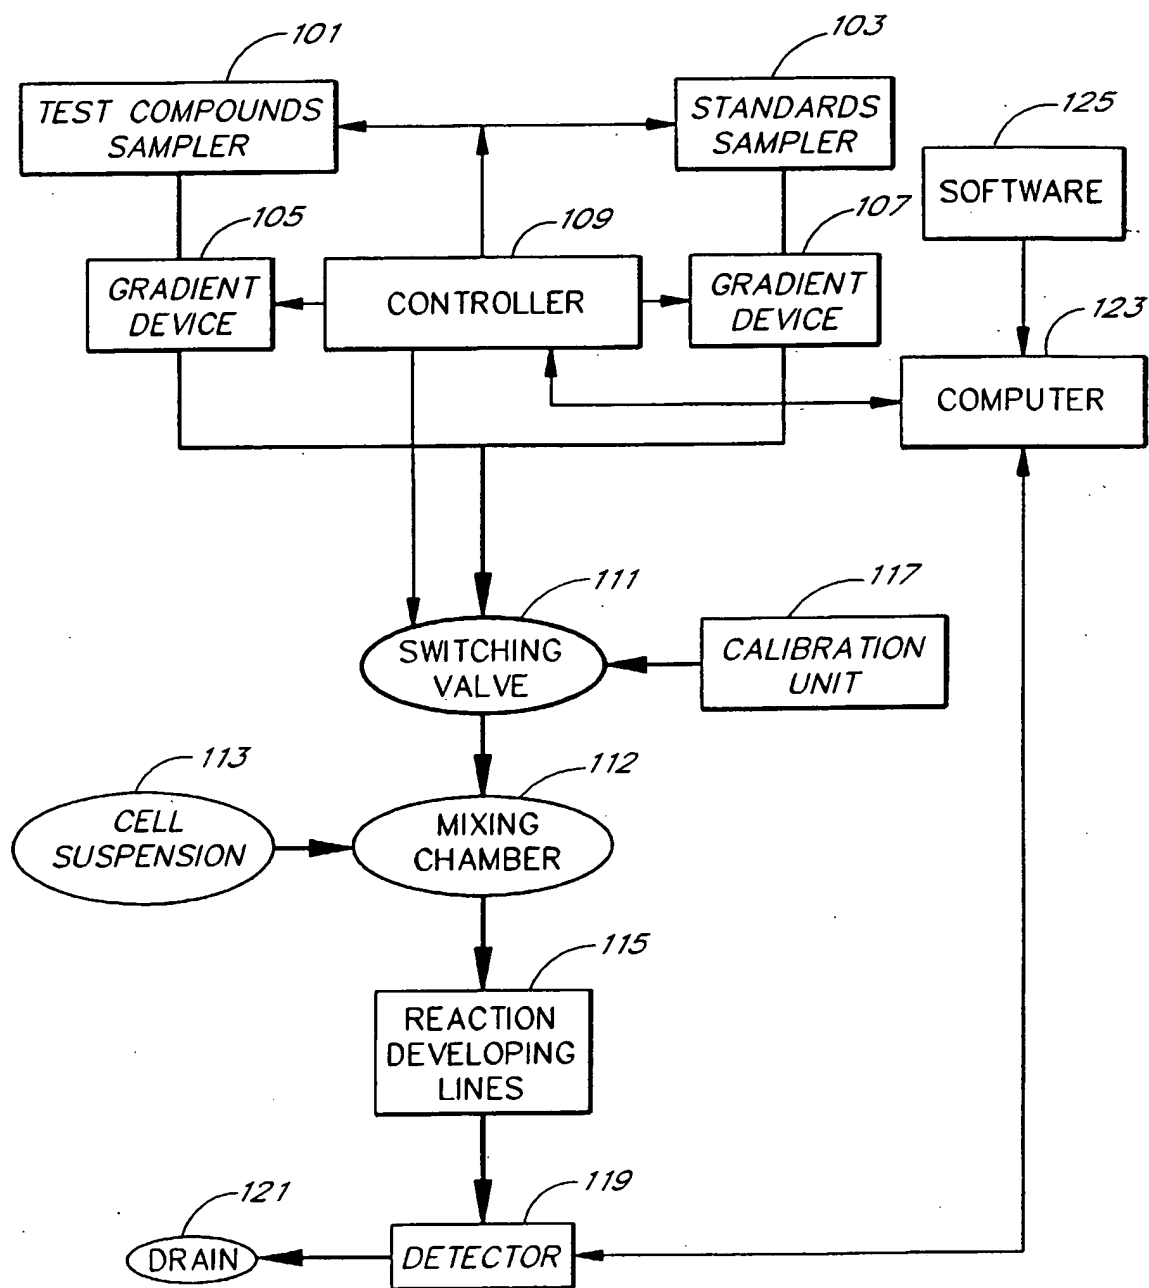 101
TEST COMPOUNDS
SAMPLER
103
STANDARDS
SAMPLER
125
SOFTWARE
105
GRADIENT
DEVICE
109
CONTROLLER
107
GRADIENT
DEVICE
123
COMPUTER
111
SWITCHING
VALVE
117
CALIBRATION
UNIT
113
CELL
SUSPENSION
112
MIXING
CHAMBER
115
REACTION
DEVELOPING
LINES
121
DRAIN
119
DETECTOR